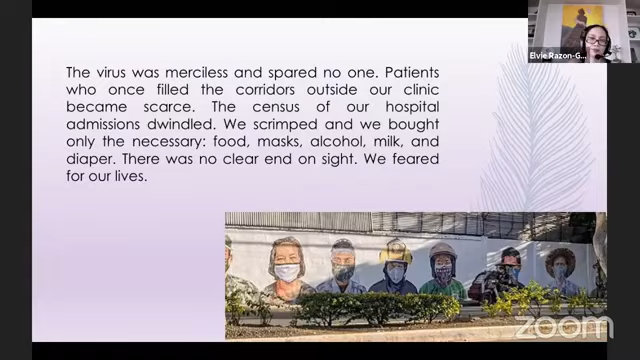 The virus was merciless and spared no one. Patients
who once filled the corridors outside our clinic
became scarce. The census of our hospital
admissions dwindled. We scrimped and we bought
only the necessary: food, masks, alcohol, milk, and
diaper. There was no clear end on sight. We feared
for our lives.
Elvie Razon-G...
zoom